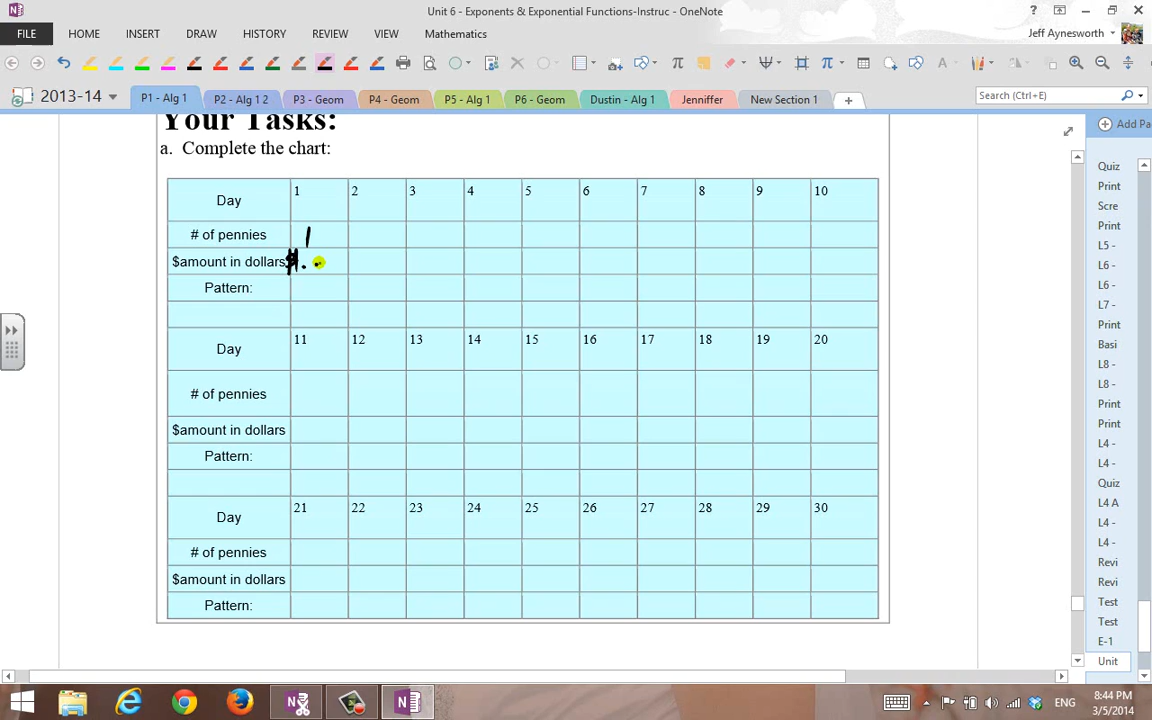 Unit 6 - Exponents & Exponential Functions-Instruc - OneNote
FILE HOME INSERT DRAW HISTORY REVIEW VIEW Mathematics Jeff Aynesworth
2013-14 P1 - Alg 1 P2 - Alg 1 2 P3 - Geom P4 - Geom P5 - Alg 1 P6 - Geom Dustin - Alg 1 Jenniffer New Section 1 Search (Ctrl+E)
Your Tasks:
a. Complete the chart:
Day 1 2 3 4 5 6 7 8 9 10
# of pennies 1
$amount in dollars $.
Pattern:
Day 11 12 13 14 15 16 17 18 19 20
# of pennies
$amount in dollars
Pattern:
Day 21 22 23 24 25 26 27 28 29 30
# of pennies
$amount in dollars
Pattern:
Add Pa
Quiz
Print
Scre
Print
L5 -
L6 -
L6 -
L7 -
Print
Basi
L8 -
L8 -
Print
Print
L4 -
L4 -
Quiz
L4 A
L4 -
L4 -
Revi
Revi
Test
Test
E-1
Unit
ENG
8:44 PM
3/5/2014